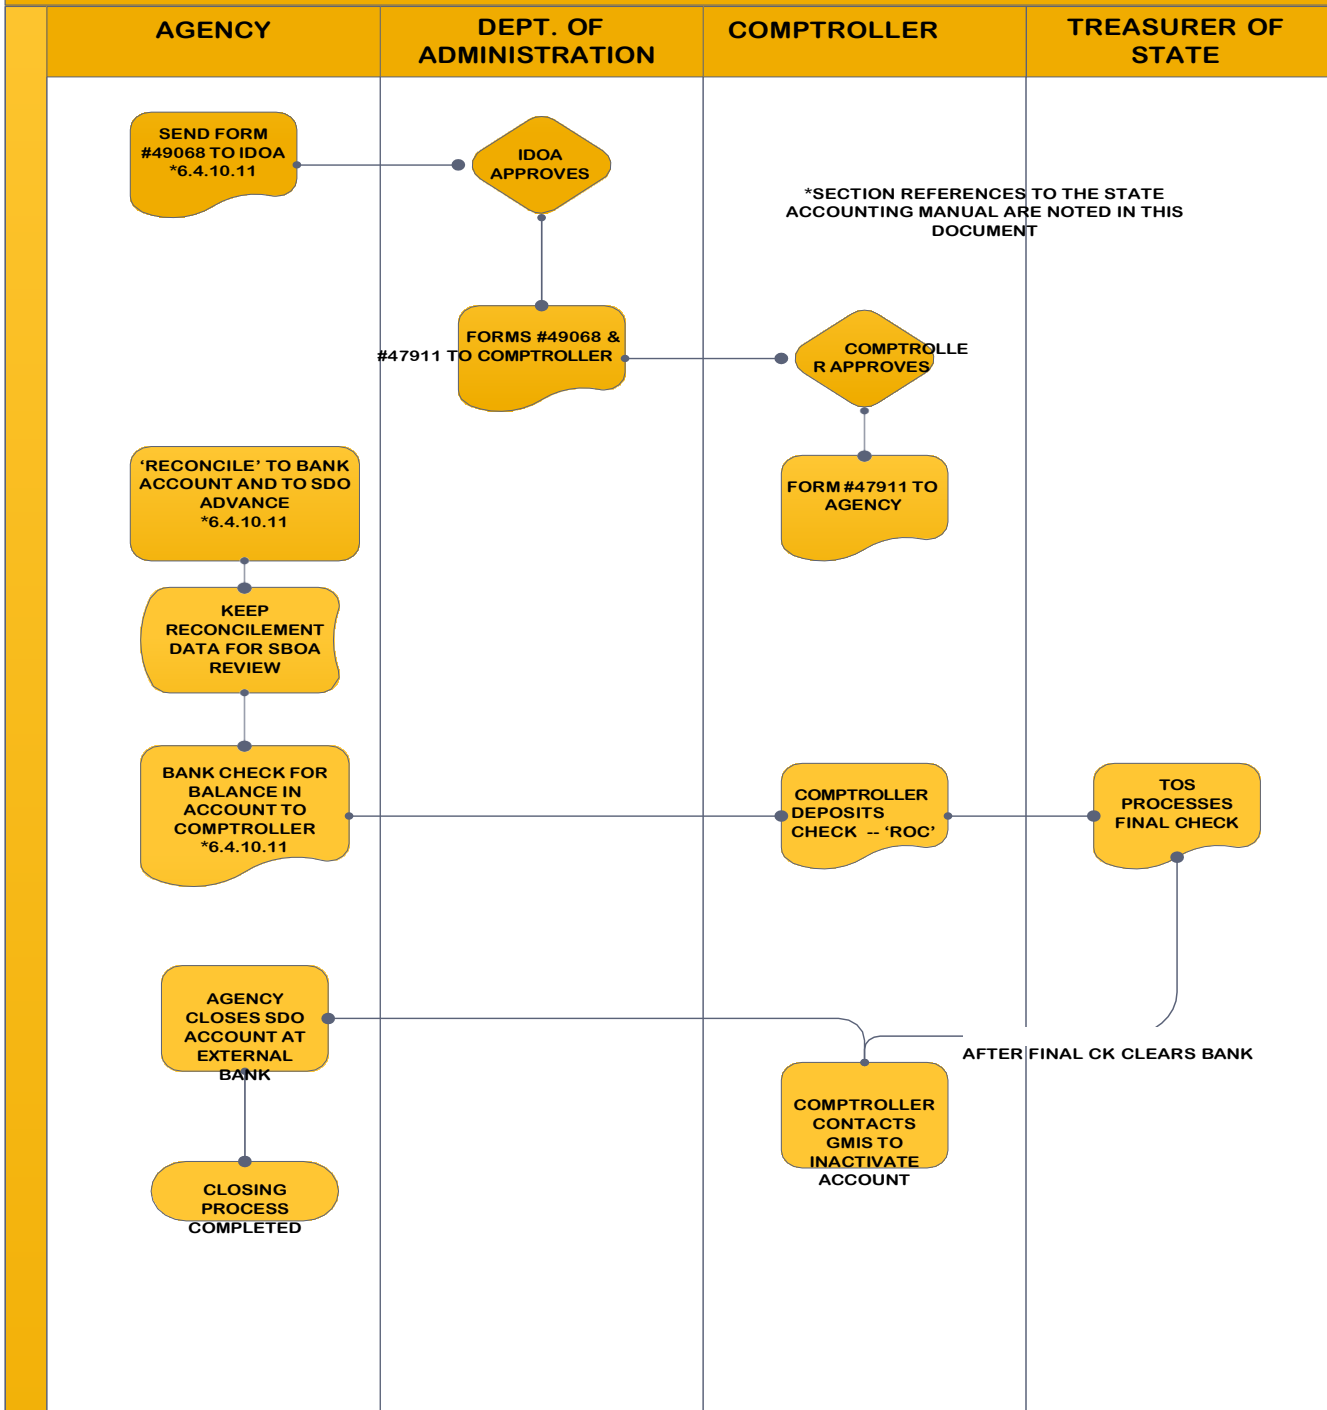 AGENCY
DEPT. OF
ADMINISTRATION
COMPTROLLER
TREASURER OF
STATE
SEND FORM
#49068 TO IDOA
*6.4.10.11
IDOA
APPROVES
*SECTION REFERENCES TO THE STATE
ACCOUNTING MANUAL ARE NOTED IN THIS
DOCUMENT
FORMS #49068 &
#47911 TO COMPTROLLER
COMPTROLLE
R APPROVES
‘RECONCILE’ TO BANK
ACCOUNT AND TO SDO
ADVANCE
*6.4.10.11
FORM #47911 TO
AGENCY
KEEP
RECONCILEMENT
DATA FOR SBOA
REVIEW
BANK CHECK FOR
BALANCE IN
ACCOUNT TO
COMPTROLLER
*6.4.10.11
COMPTROLLER
DEPOSITS
CHECK -- ‘ROC’
TOS
PROCESSES
FINAL CHECK
AGENCY
CLOSES SDO
ACCOUNT AT
EXTERNAL
BANK
AFTER FINAL CK CLEARS BANK
COMPTROLLER
CONTACTS
GMIS TO
INACTIVATE
ACCOUNT
CLOSING
PROCESS
COMPLETED